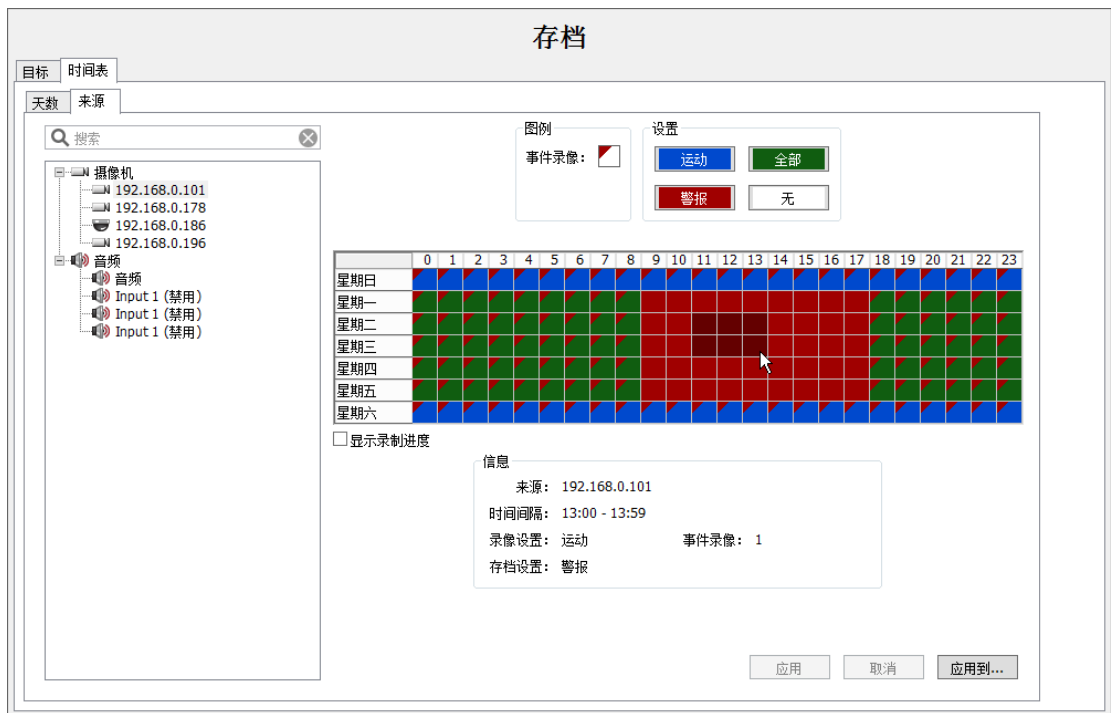 存档
目标 时间表
天数 来源
搜索
摄像机
192.168.0.101
192.168.0.178
192.168.0.186
192.168.0.196
音频
音频
Input 1 (禁用)
Input 1 (禁用)
Input 1 (禁用)
图例
事件录像：
设置
运动 全部
警报 无
0 1 2 3 4 5 6 7 8 9 10 11 12 13 14 15 16 17 18 19 20 21 22 23
星期日
星期一
星期二
星期三
星期四
星期五
星期六
显示录制进度
信息
来源： 192.168.0.101
时间间隔： 13:00 - 13:59
录像设置： 运动 事件录像： 1
存档设置： 警报
应用 取消 应用到...